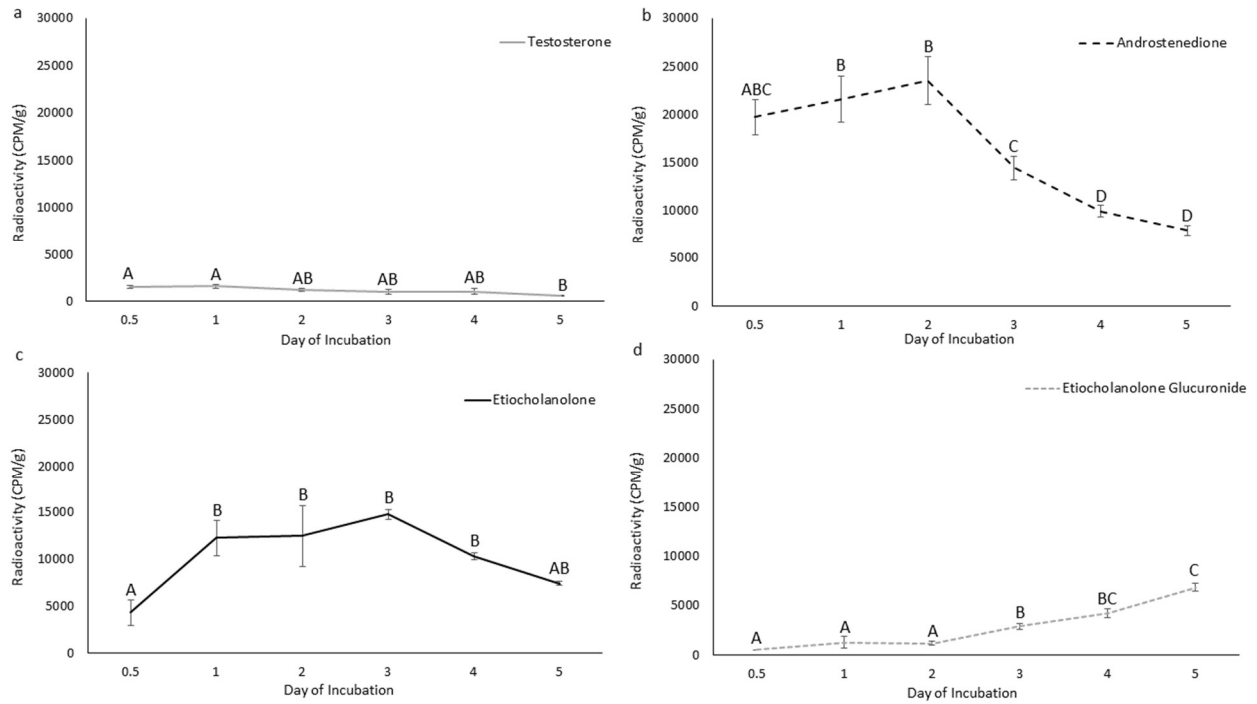 a
30000
25000
20000
15000
10000
5000
0
Radioactivity (CPM/g)
Testosterone
A A AB AB AB B
0.5 1 2 3 4 5
Day of Incubation
b
30000
25000
20000
15000
10000
5000
0
Radioactivity (CPM/g)
Androstenedione
ABC B B C D D
0.5 1 2 3 4 5
Day of Incubation
c
30000
25000
20000
15000
10000
5000
0
Radioactivity (CPM/g)
Etiocholanolone
A B B B B AB
0.5 1 2 3 4 5
Day of Incubation
d
30000
25000
20000
15000
10000
5000
0
Radioactivity (CPM/g)
Etiocholanolone Glucuronide
A A A B BC C
0.5 1 2 3 4 5
Day of Incubation